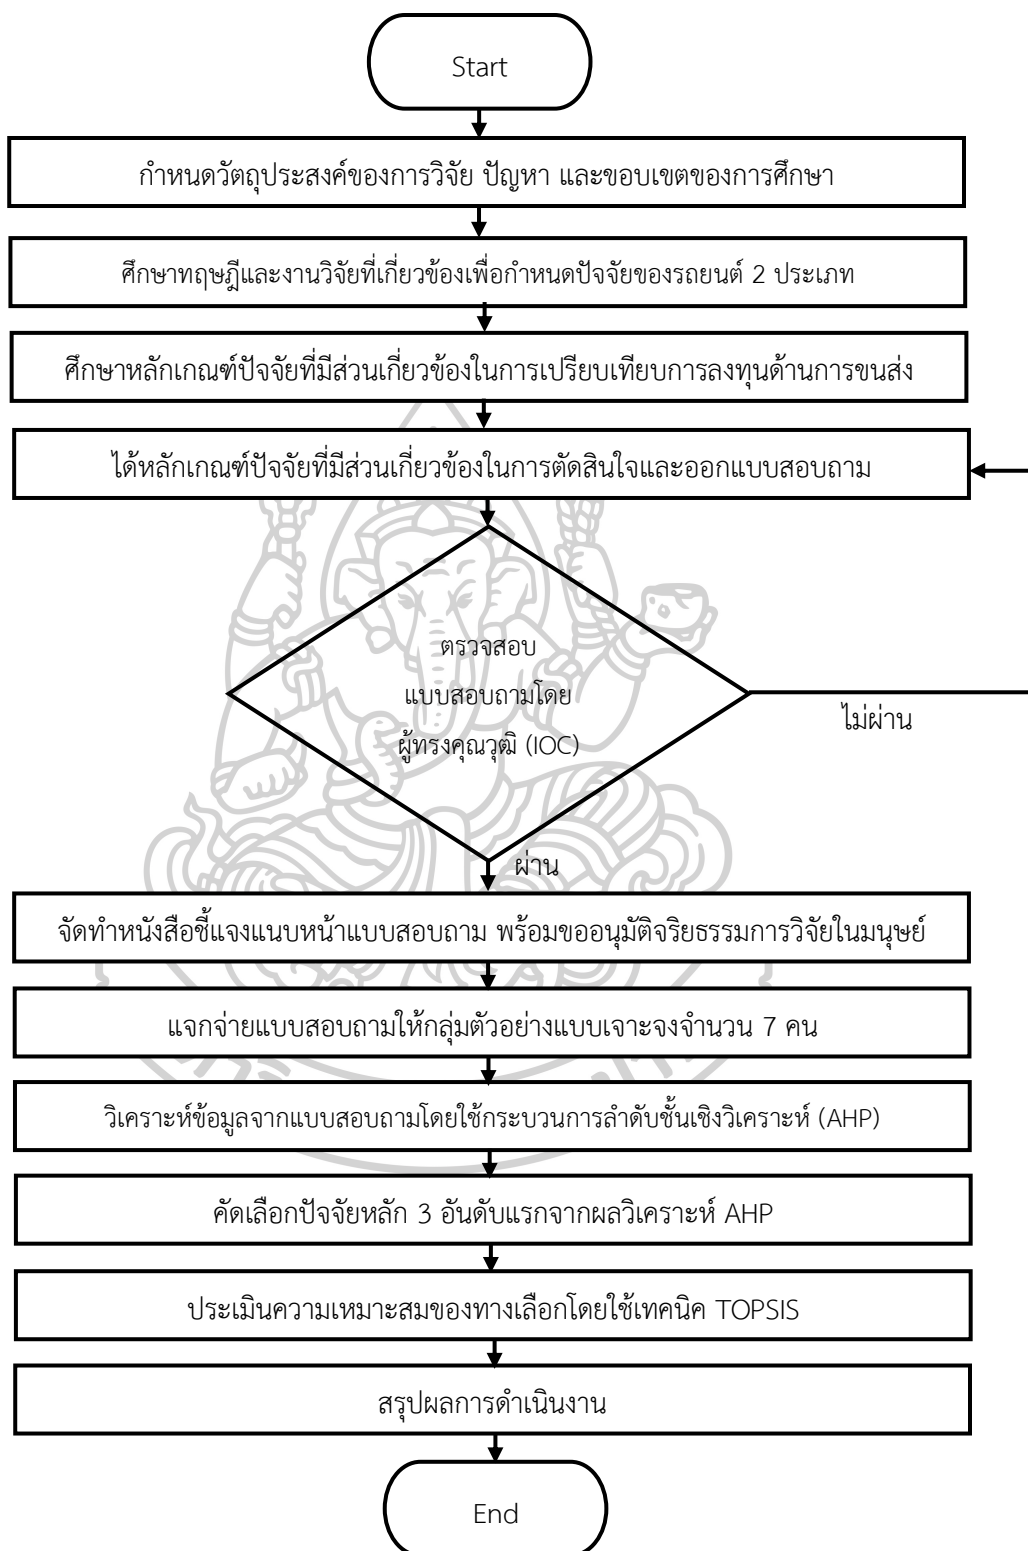 Start
กำหนดวัตถุประสงค์ของการวิจัย ปัญหา และขอบเขตของการศึกษา
ศึกษาทฤษฎีและงานวิจัยที่เกี่ยวข้องเพื่อกำหนดปัจจัยของรถยนต์ 2 ประเภท
ศึกษาหลักเกณฑ์ปัจจัยที่มีส่วนเกี่ยวข้องในการเปรียบเทียบการลงทุนด้านการขนส่ง
ได้หลักเกณฑ์ปัจจัยที่มีส่วนเกี่ยวข้องในการตัดสินใจและออกแบบสอบถาม
ตรวจสอบ
แบบสอบถามโดย
ผู้ทรงคุณวุฒิ (IOC)
ไม่ผ่าน
ผ่าน
จัดทำหนังสือชี้แจงแนบหน้าแบบสอบถาม พร้อมขออนุมัติจริยธรรมการวิจัยในมนุษย์
แจกจ่ายแบบสอบถามให้กลุ่มตัวอย่างแบบเจาะจงจำนวน 7 คน
วิเคราะห์ข้อมูลจากแบบสอบถามโดยใช้กระบวนการลำดับชั้นเชิงวิเคราะห์ (AHP)
คัดเลือกปัจจัยหลัก 3 อันดับแรกจากผลวิเคราะห์ AHP
ประเมินความเหมาะสมของทางเลือกโดยใช้เทคนิค TOPSIS
สรุปผลการดำเนินงาน
End